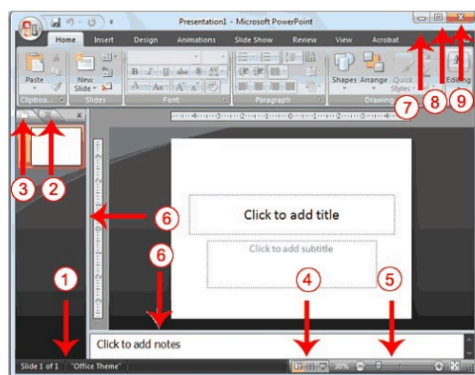 Presentation1 - Microsoft PowerPoint
Home Insert Design Animations Slide Show Review View Acrobat
Paste New Slide Shapes Arrange Quick Styles Editing
Clipboa... Slides Font Paragraph Drawing
7 8 9
3 2
6
Click to add title
Click to add subtitle
1 6 4 5
Click to add notes
Slide 1 of 1 "Office Theme" 38%